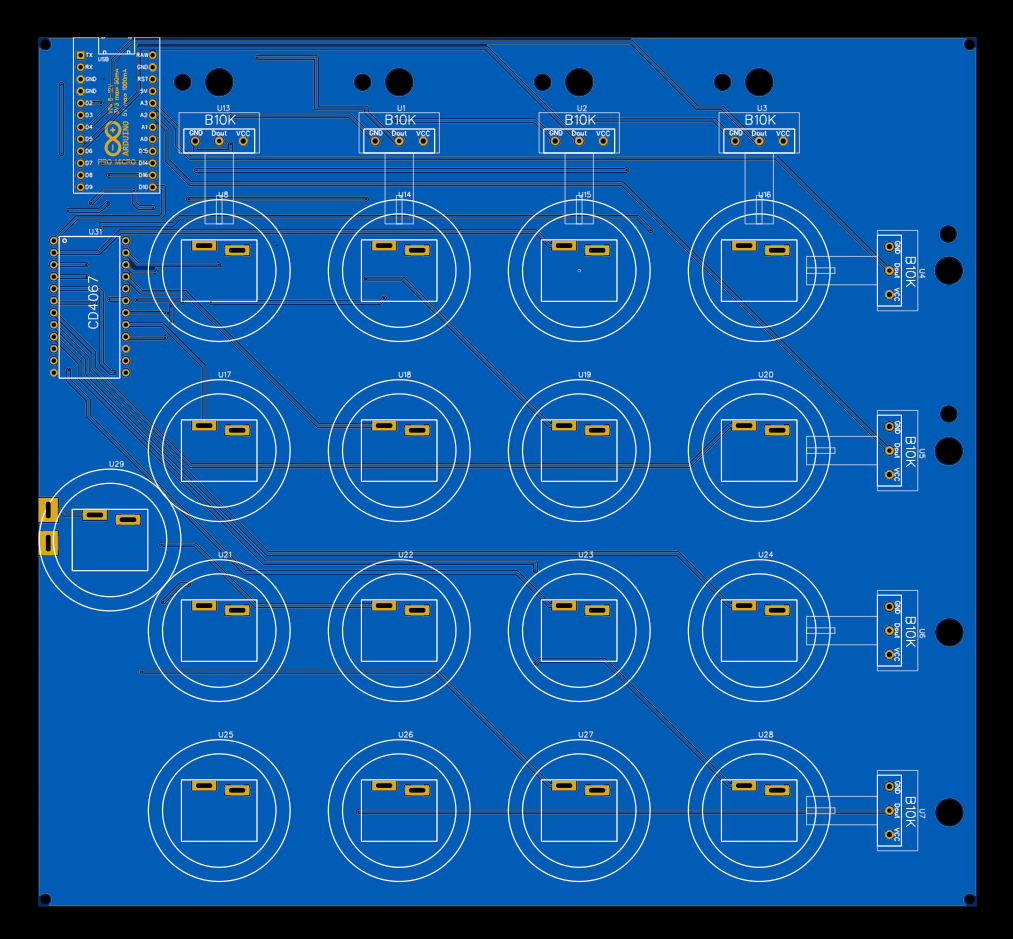 TX
RX
GND
GND
D2
D3
D4
D5
D6
D7
D8
D9
USB
RAW
GND
RST
5V
A3
A2
A1
A0
D15
D14
D16
D10
ARDUINO
PRO MICRO
U13
B10K
GND Dout VCC
U1
B10K
GND Dout VCC
U2
B10K
GND Dout VCC
U3
B10K
GND Dout VCC
U8
U14
U15
U16
U31
CD4067
U4
B10K
GND Dout VCC
U17
U18
U19
U20
U5
B10K
GND Dout VCC
U29
U21
U22
U23
U24
U6
B10K
GND Dout VCC
U25
U26
U27
U28
U7
B10K
GND Dout VCC